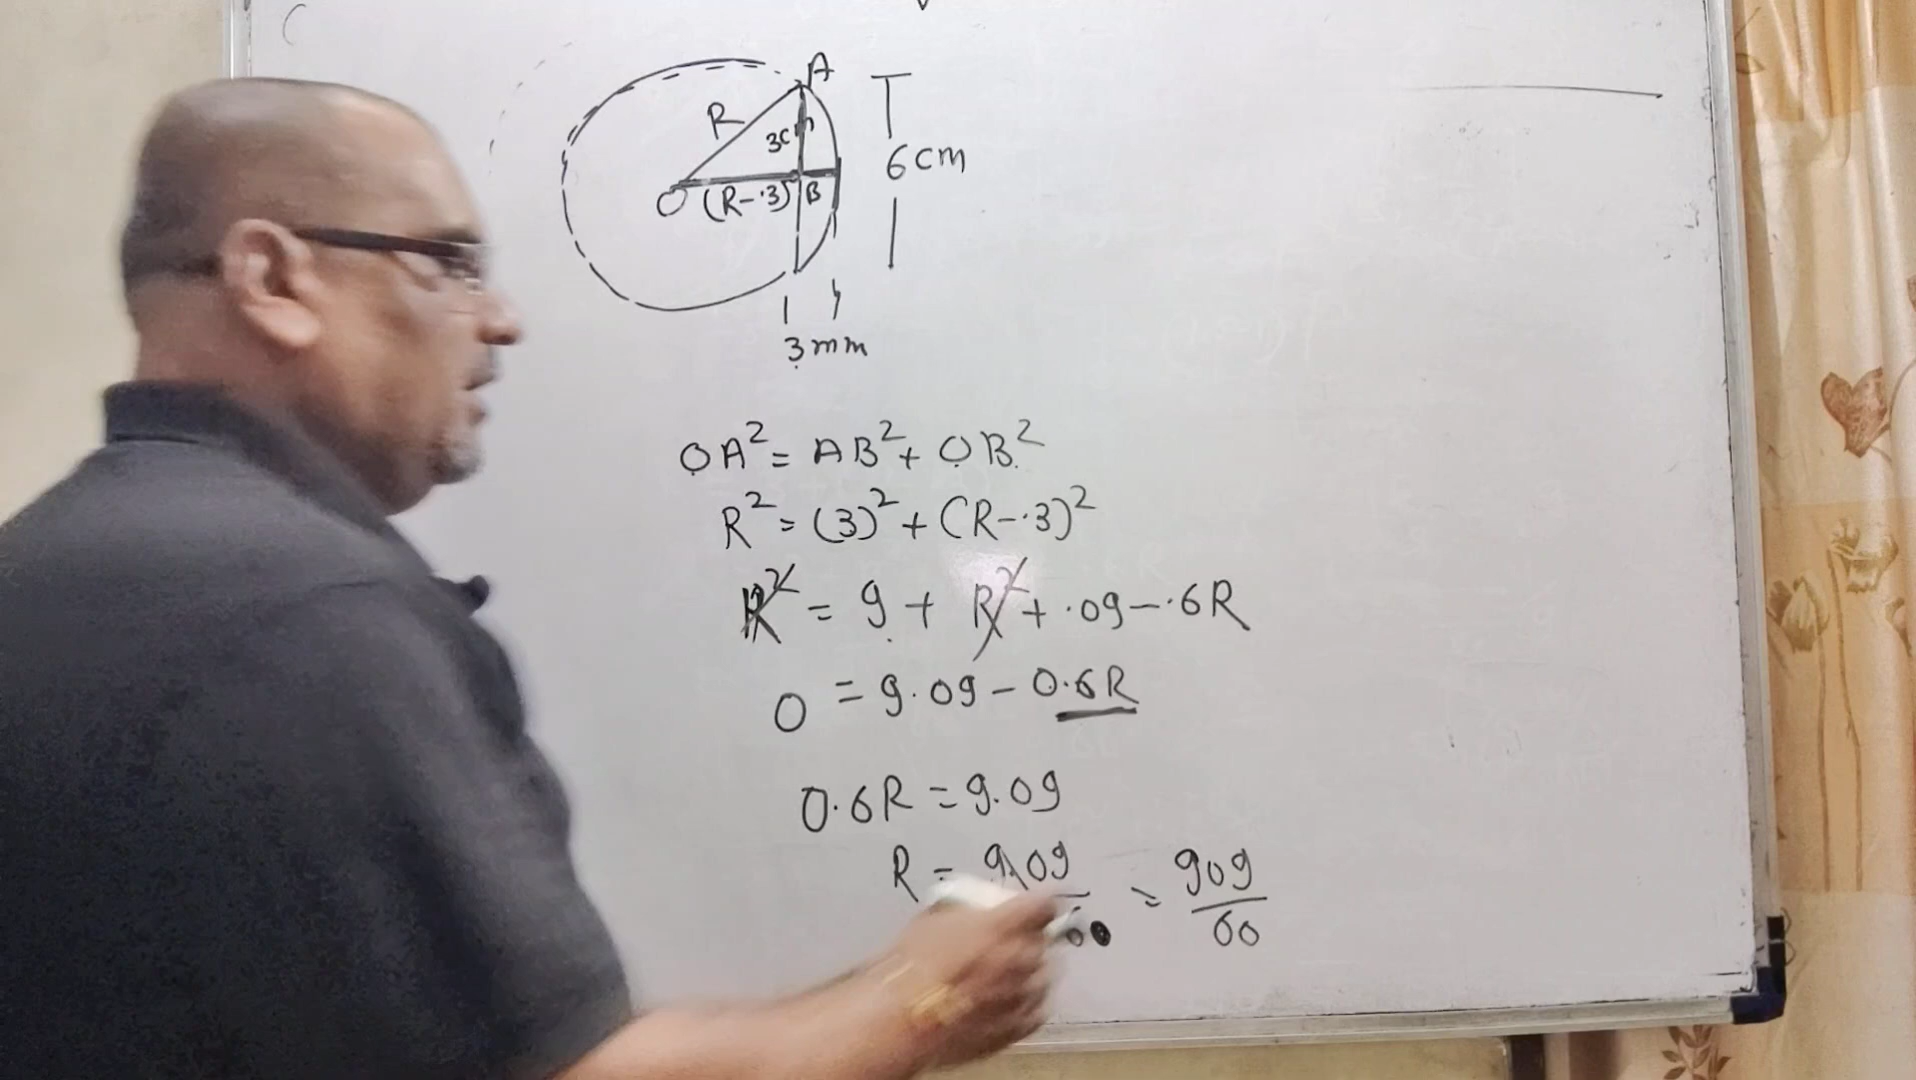 A
R
3cm
6cm
O (R-·3) B
3mm
OA² = AB² + OB²
R² = (3)² + (R-·3)²
R² = 9 + R² + ·09 - ·6R
0 = 9.09 - 0.6R
0.6R = 9.09
R = 9.09 / 60 = 909 / 60